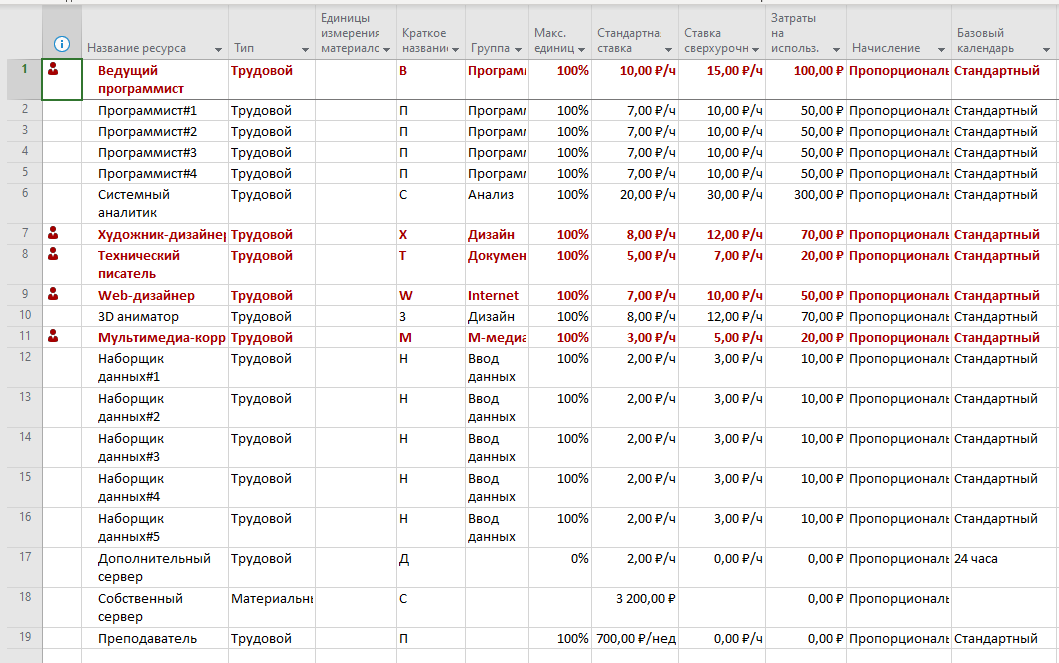 Название ресурса Тип Единицы измерения материалс Краткое названи Группа Макс. единиц Стандартна ставка Ставка сверхурочн Затраты на использ. Начисление Базовый календарь
1 Ведущий программист Трудовой В Програм 100% 10,00 ₽/ч 15,00 ₽/ч 100,00 ₽ Пропорциональ Стандартный
2 Программист#1 Трудовой П Програм 100% 7,00 ₽/ч 10,00 ₽/ч 50,00 ₽ Пропорциональ Стандартный
3 Программист#2 Трудовой П Програм 100% 7,00 ₽/ч 10,00 ₽/ч 50,00 ₽ Пропорциональ Стандартный
4 Программист#3 Трудовой П Програм 100% 7,00 ₽/ч 10,00 ₽/ч 50,00 ₽ Пропорциональ Стандартный
5 Программист#4 Трудовой П Програм 100% 7,00 ₽/ч 10,00 ₽/ч 50,00 ₽ Пропорциональ Стандартный
6 Системный аналитик Трудовой С Анализ 100% 20,00 ₽/ч 30,00 ₽/ч 300,00 ₽ Пропорциональ Стандартный
7 Художник-дизайнер Трудовой Х Дизайн 100% 8,00 ₽/ч 12,00 ₽/ч 70,00 ₽ Пропорциональ Стандартный
8 Технический писатель Трудовой Т Докумен 100% 5,00 ₽/ч 7,00 ₽/ч 20,00 ₽ Пропорциональ Стандартный
9 Web-дизайнер Трудовой W Internet 100% 7,00 ₽/ч 10,00 ₽/ч 50,00 ₽ Пропорциональ Стандартный
10 3D аниматор Трудовой 3 Дизайн 100% 8,00 ₽/ч 12,00 ₽/ч 70,00 ₽ Пропорциональ Стандартный
11 Мультимедиа-корр Трудовой М М-медиа 100% 3,00 ₽/ч 5,00 ₽/ч 20,00 ₽ Пропорциональ Стандартный
12 Наборщик данных#1 Трудовой Н Ввод данных 100% 2,00 ₽/ч 3,00 ₽/ч 10,00 ₽ Пропорциональ Стандартный
13 Наборщик данных#2 Трудовой Н Ввод данных 100% 2,00 ₽/ч 3,00 ₽/ч 10,00 ₽ Пропорциональ Стандартный
14 Наборщик данных#3 Трудовой Н Ввод данных 100% 2,00 ₽/ч 3,00 ₽/ч 10,00 ₽ Пропорциональ Стандартный
15 Наборщик данных#4 Трудовой Н Ввод данных 100% 2,00 ₽/ч 3,00 ₽/ч 10,00 ₽ Пропорциональ Стандартный
16 Наборщик данных#5 Трудовой Н Ввод данных 100% 2,00 ₽/ч 3,00 ₽/ч 10,00 ₽ Пропорциональ Стандартный
17 Дополнительный сервер Трудовой Д 0% 2,00 ₽/ч 0,00 ₽/ч 0,00 ₽ Пропорциональ 24 часа
18 Собственный сервер Материальнь С 3 200,00 ₽ 0,00 ₽ Пропорциональ
19 Преподаватель Трудовой П 100% 700,00 ₽/нед 0,00 ₽/ч 0,00 ₽ Пропорциональ Стандартный